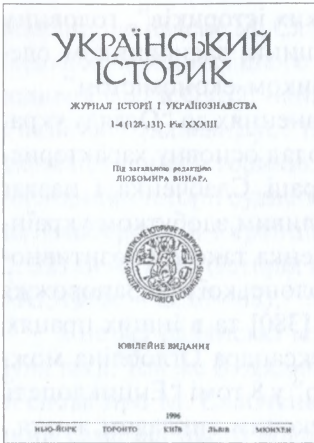 УКРАЇНСЬКИЙ
ІСТОРИК
ЖУРНАЛ ІСТОРІЇ І УКРАЇНОЗНАВСТВА
1-4 (128-131). Рік XXXIII
Під загальною редакцією
ЛЮБОМИРА ВИНАРА
ЮВІЛЕЙНЕ ВИДАННЯ
1996
НЬЮ-ЙОРК ТОРОНТО КИЇВ ЛЬВІВ МЮНХЕН